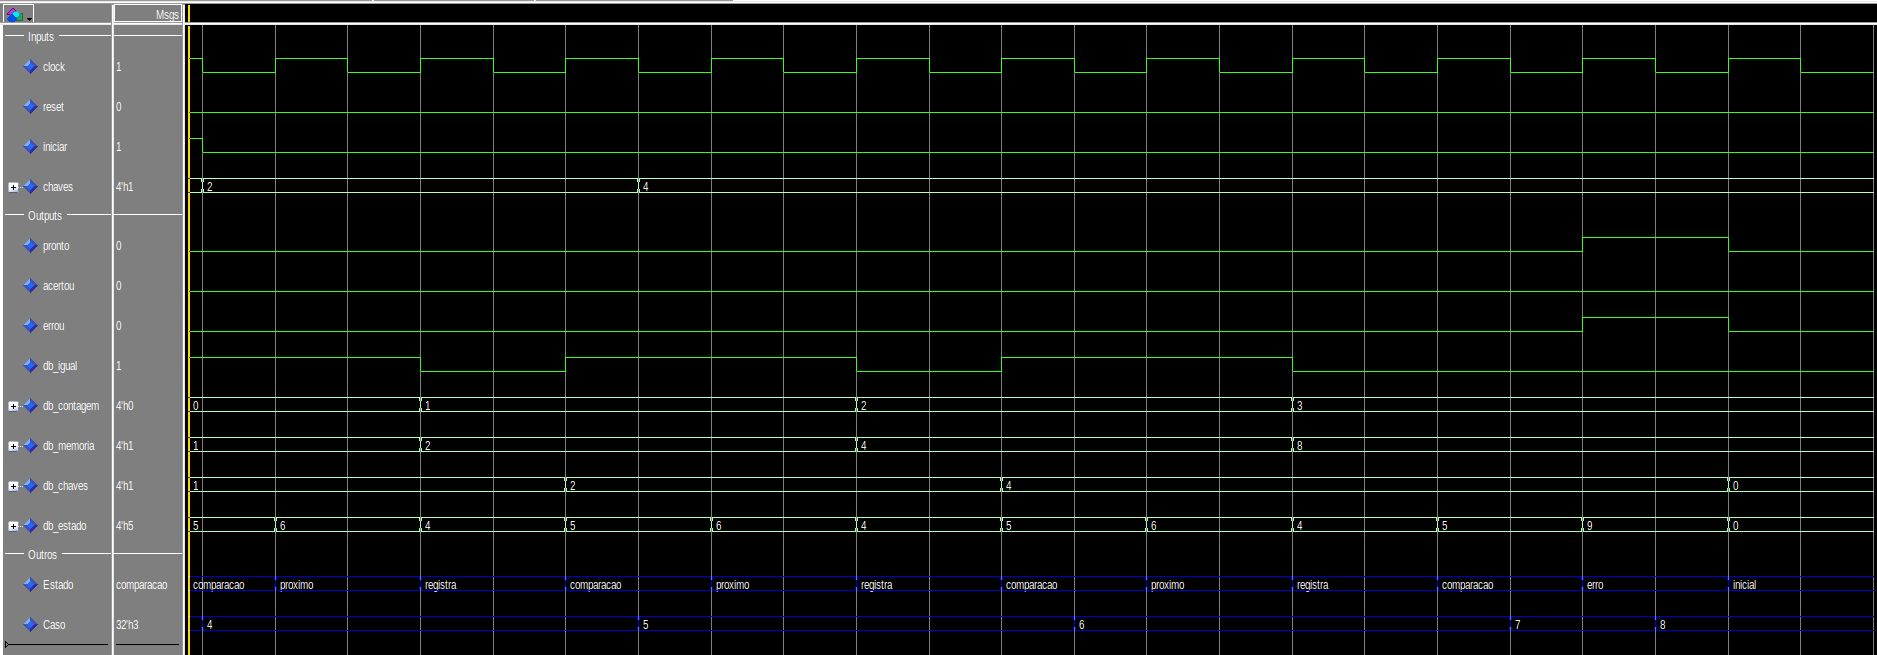 Msgs
Inputs
clock 1
reset 0
iniciar 1
chaves 4'h1 2 4
Outputs
pronto 0
acertou 0
errou 0
db_igual 1
db_contagem 4'h0 0 1 2 3
db_memoria 4'h1 1 2 4 8
db_chaves 4'h1 1 2 4 0
db_estado 4'h5 5 6 4 5 6 4 5 6 4 5 9 0
Outros
Estado comparacao comparacao proximo registra comparacao proximo registra comparacao proximo registra comparacao erro inicial
Caso 32'h3 4 5 6 7 8